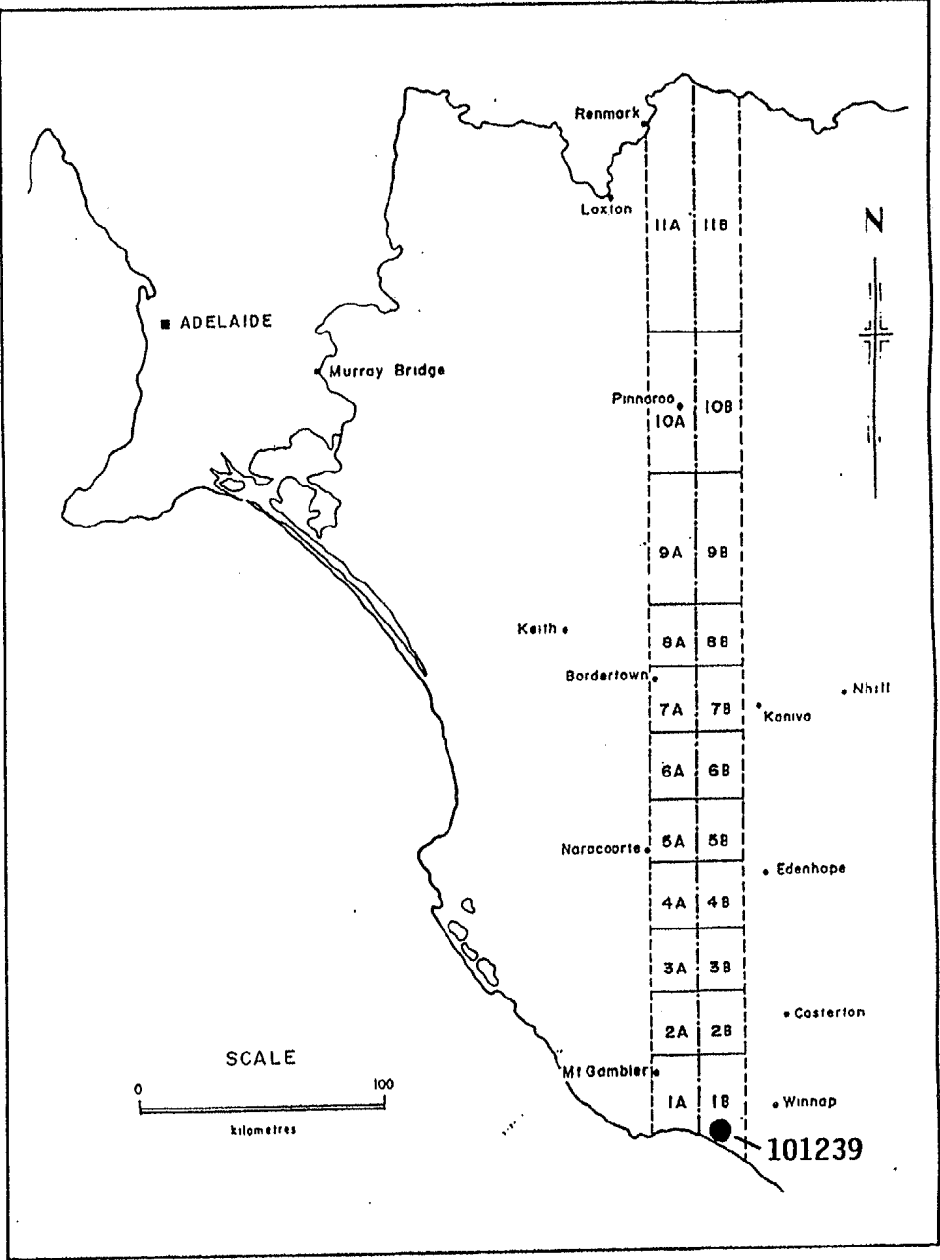 Renmark
Loxton
11A 11B
N
ADELAIDE
Murray Bridge
Pinnaroo
10A 10B
9A 9B
Keith
8A 8B
Bordertown
Nhill
7A 7B
Kaniva
6A 6B
Naracoorte
5A 5B
Edenhope
4A 4B
3A 3B
Casterton
2A 2B
SCALE
Mt Gambier
0 100
1A 1B
Winnap
kilometres
101239